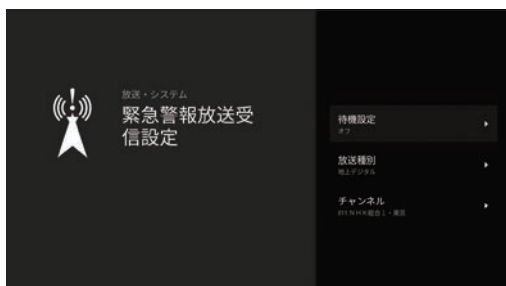 放送・システム
緊急警報放送受
信設定
待機設定
オフ
放送種別
地上デジタル
チャンネル
011 NHK総合1・東京